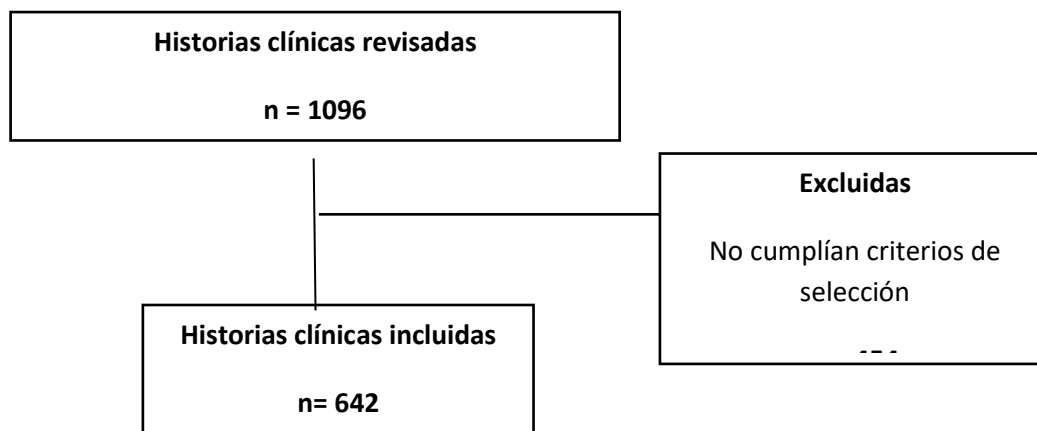 Historias clínicas revisadas
n = 1096
Excluidas
No cumplían criterios de
selección
Historias clínicas incluidas
n= 642